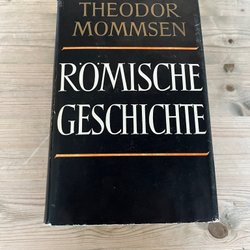 THEODOR
MOMMSEN
RÖMISCHE
GESCHICHTE